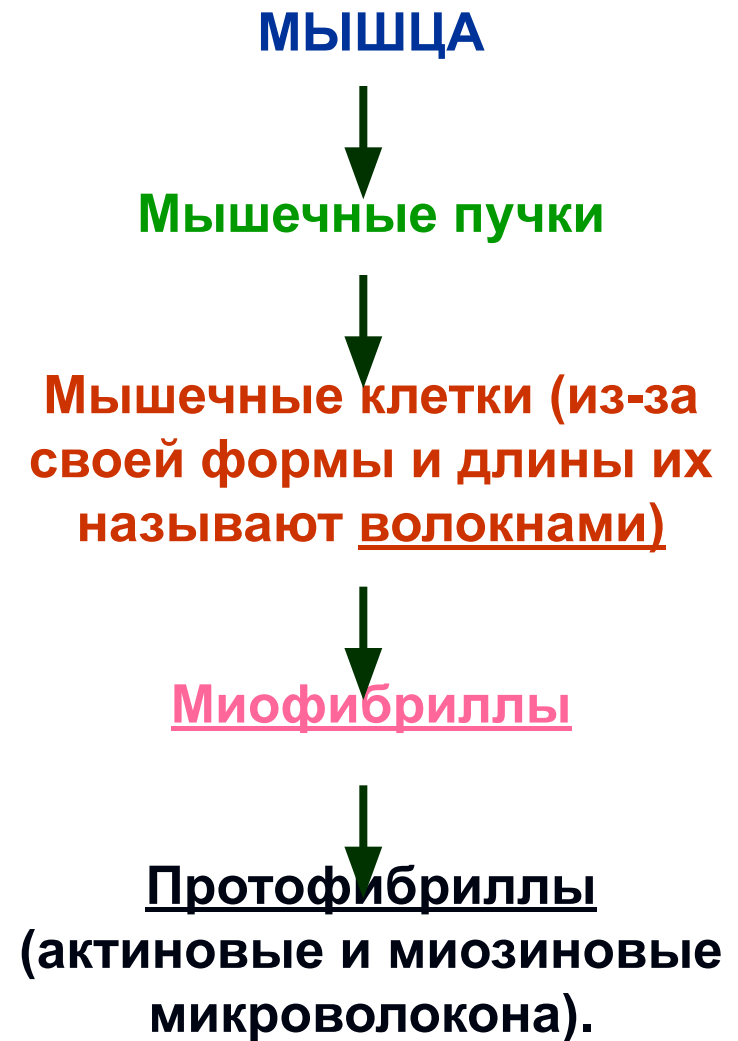 МЫШЦА
Мышечные пучки
Мышечные клетки (из-за
своей формы и длины их
называют волокнами)
Миофибриллы
Протофибриллы
(актиновые и миозиновые
микроволокона).